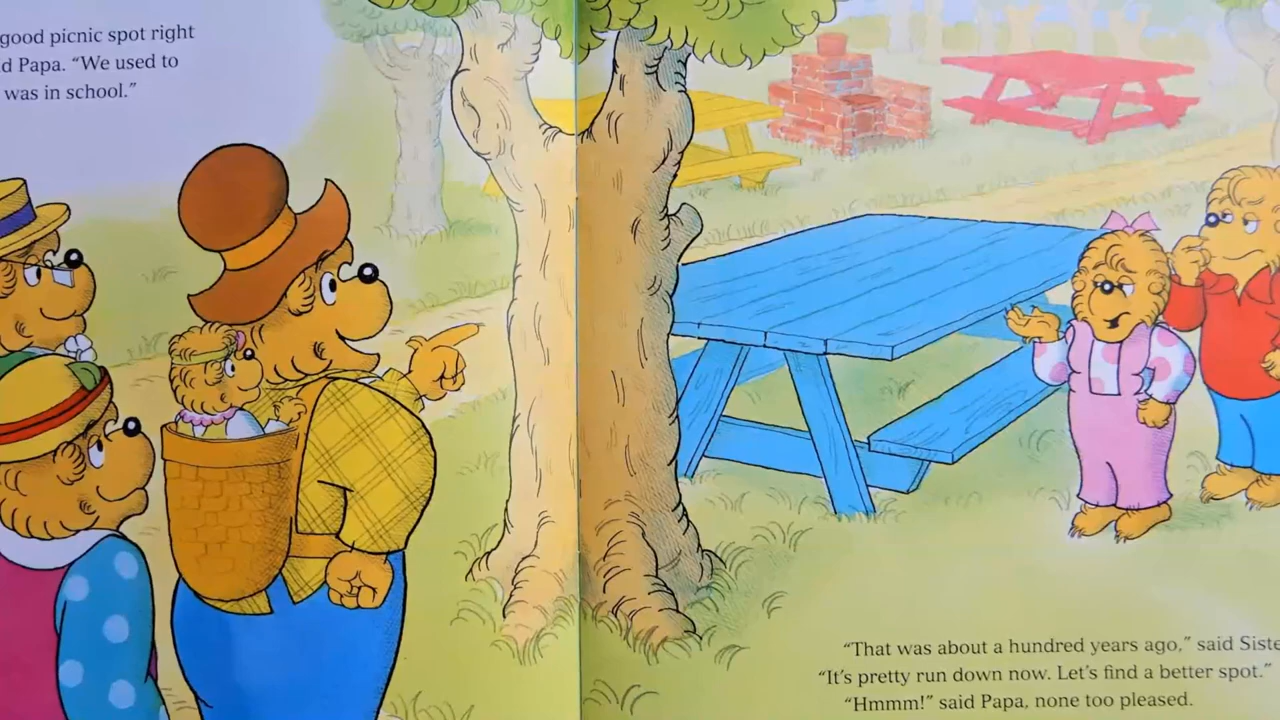 good picnic spot right
d Papa. “We used to
was in school.”
“That was about a hundred years ago,” said Siste
“It’s pretty run down now. Let’s find a better spot.”
“Hmmm!” said Papa, none too pleased.